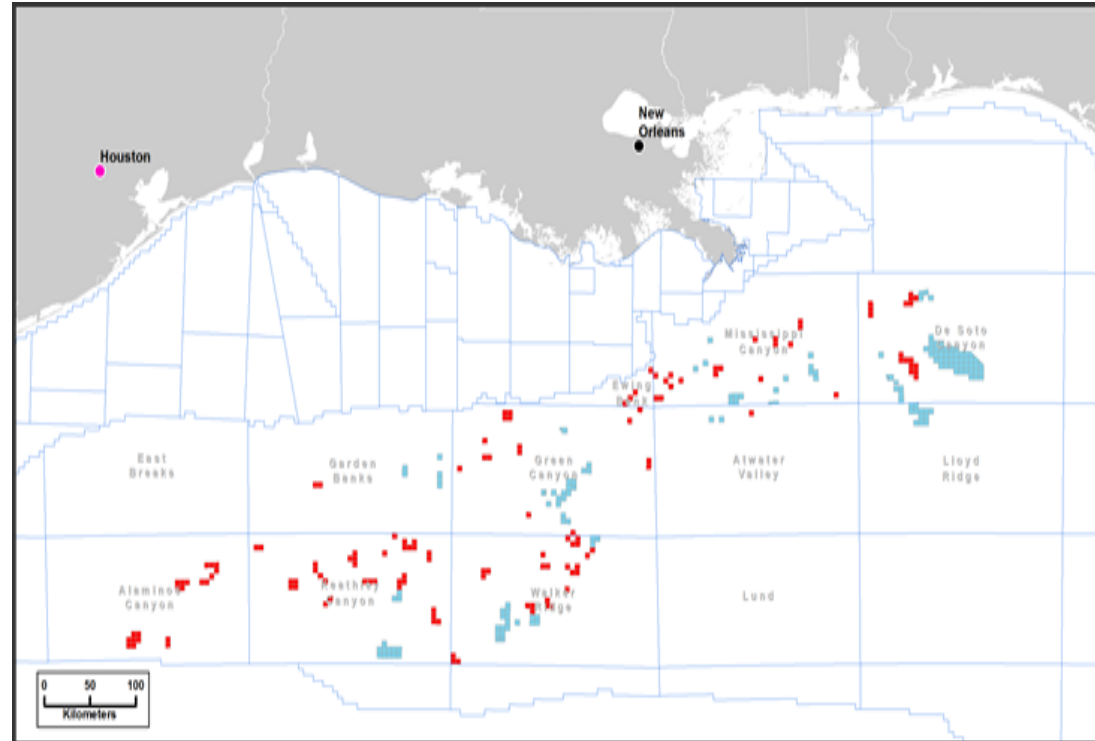 New
Orleans
Houston
Mississippi
Canyon
De Soto
Canyon
Ewing
Bank
East
Breaks
Garden
Banks
Green
Canyon
Atwater
Valley
Lloyd
Ridge
Alaminos
Canyon
Keathley
Canyon
Walker
Ridge
Lund
0 50 100
Kilometers